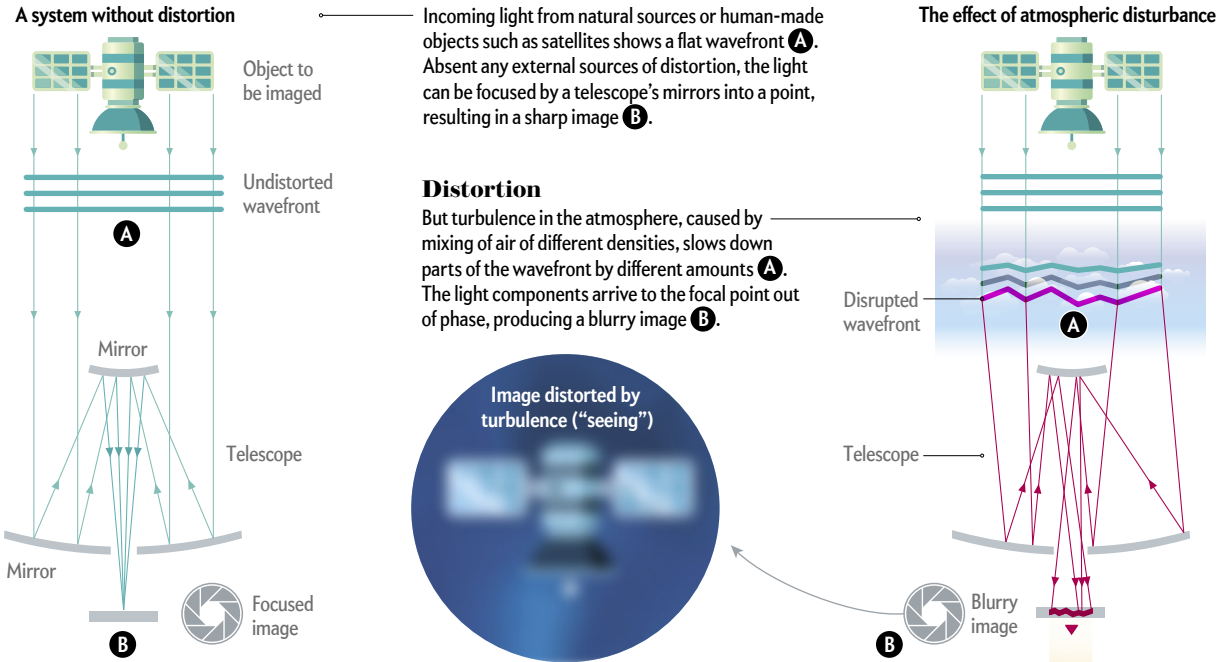 A system without distortion
Object to
be imaged
Undistorted
wavefront
A
Mirror
Telescope
Mirror
Focused
image
B
Incoming light from natural sources or human-made
objects such as satellites shows a flat wavefront A.
Absent any external sources of distortion, the light
can be focused by a telescope’s mirrors into a point,
resulting in a sharp image B.
Distortion
But turbulence in the atmosphere, caused by
mixing of air of different densities, slows down
parts of the wavefront by different amounts A.
The light components arrive to the focal point out
of phase, producing a blurry image B.
Image distorted by
turbulence (“seeing”)
The effect of atmospheric disturbance
Disrupted
wavefront
A
Telescope
Blurry
image
B